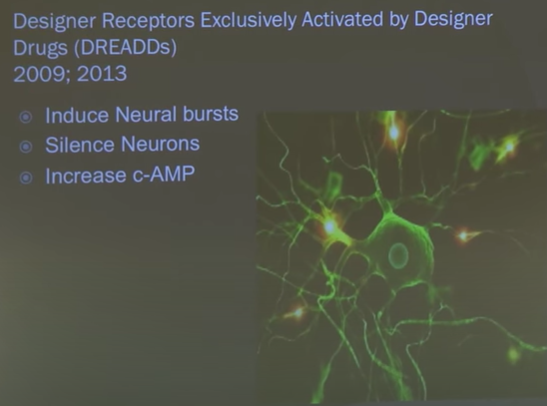 Designer Receptors Exclusively Activated by Designer
Drugs (DREADDs)
2009; 2013
Induce Neural bursts
Silence Neurons
Increase c-AMP